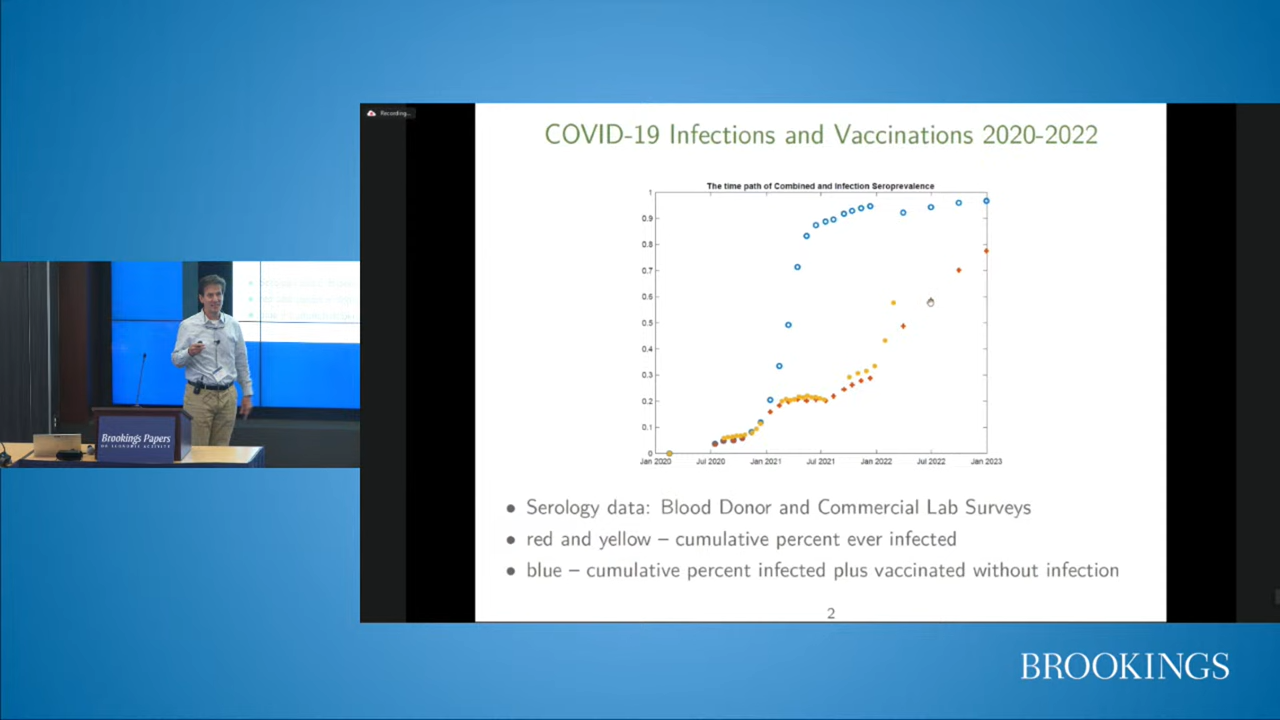 Recording...
COVID-19 Infections and Vaccinations 2020-2022
The time path of Combined and Infection Seroprevalence
1
0.9
0.8
0.7
0.6
0.5
0.4
0.3
0.2
0.1
0
Jan 2020 Jul 2020 Jan 2021 Jul 2021 Jan 2022 Jul 2022 Jan 2023
• Serology data: Blood Donor and Commercial Lab Surveys
• red and yellow – cumulative percent ever infected
• blue – cumulative percent infected plus vaccinated without infection
2
Brookings Papers
ON ECONOMIC ACTIVITY
BROOKINGS